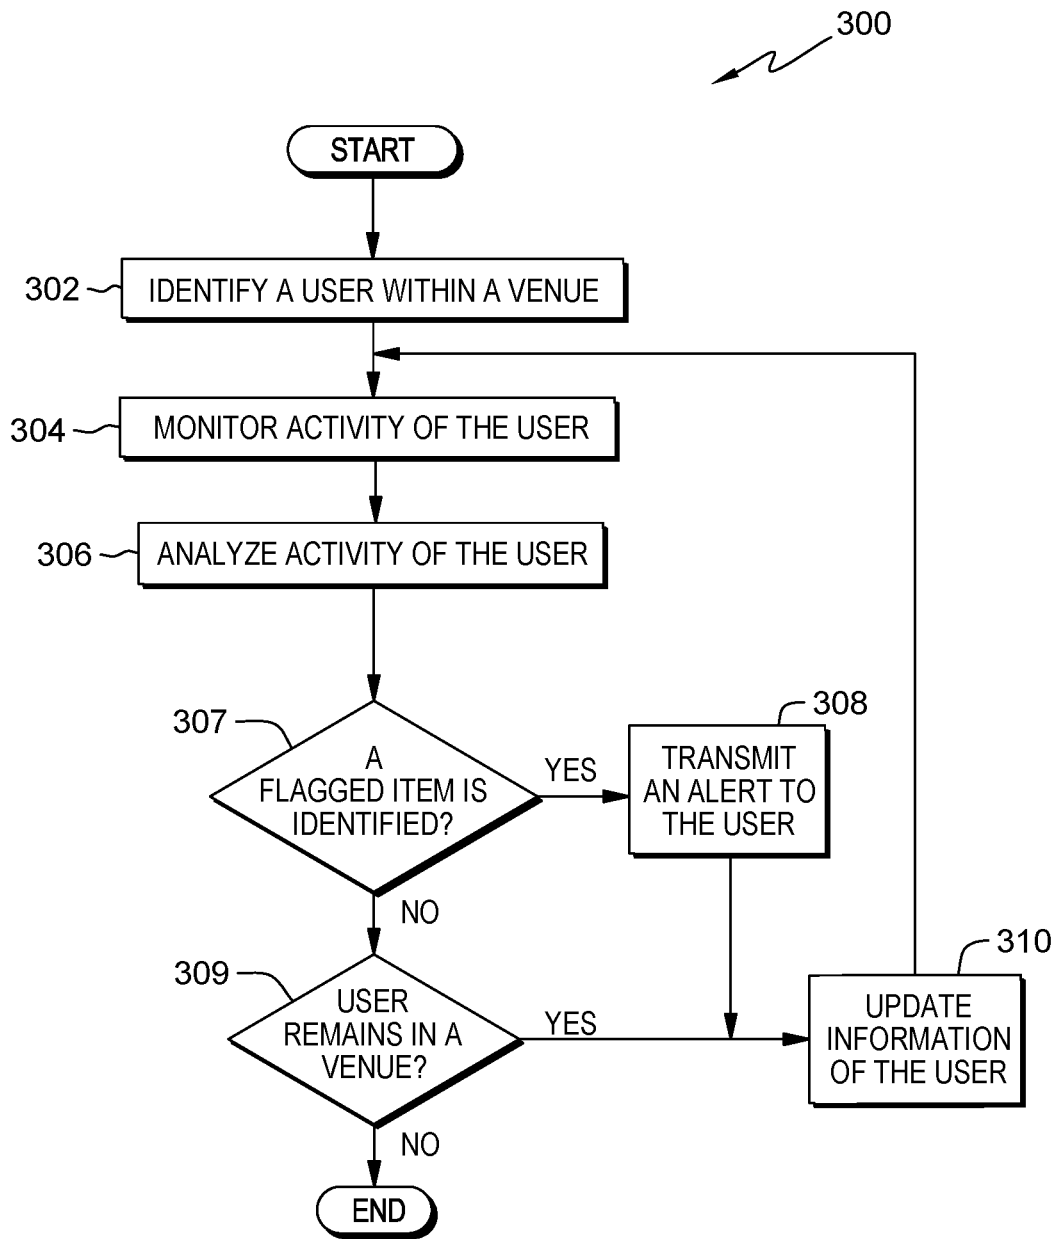 300
START
302
IDENTIFY A USER WITHIN A VENUE
304
MONITOR ACTIVITY OF THE USER
306
ANALYZE ACTIVITY OF THE USER
307
A
FLAGGED ITEM IS
IDENTIFIED?
YES
308
TRANSMIT
AN ALERT TO
THE USER
NO
309
USER
REMAINS IN A
VENUE?
YES
310
UPDATE
INFORMATION
OF THE USER
NO
END